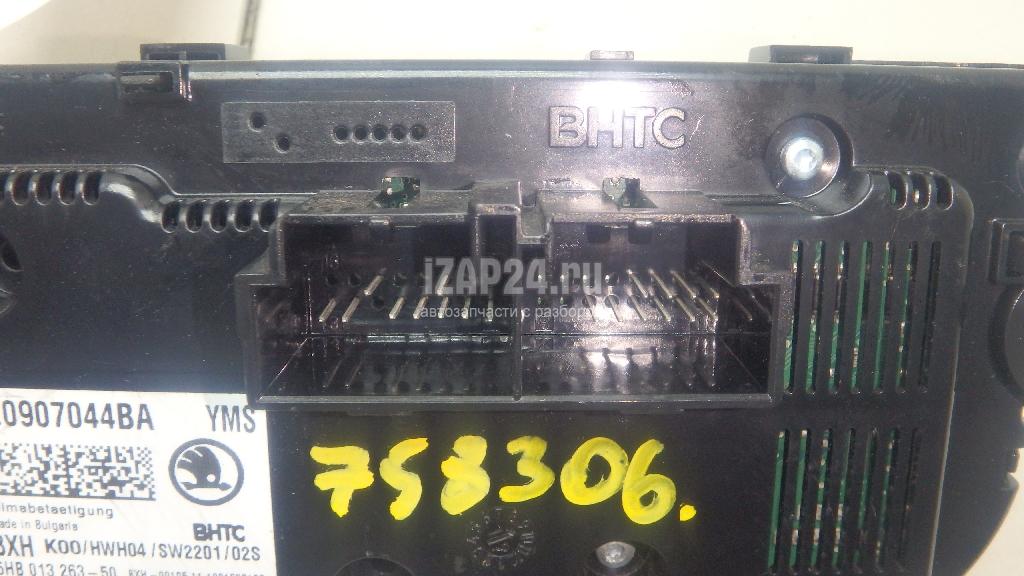 BHTC
iZAP24.ru
автозапчасти с разборки
0907044BA YMS
limabetaetigung
ade in Bulgaria
BHTC
BXH K00/HWH04/SW2201/02S
5HB 013 263-50
758306.